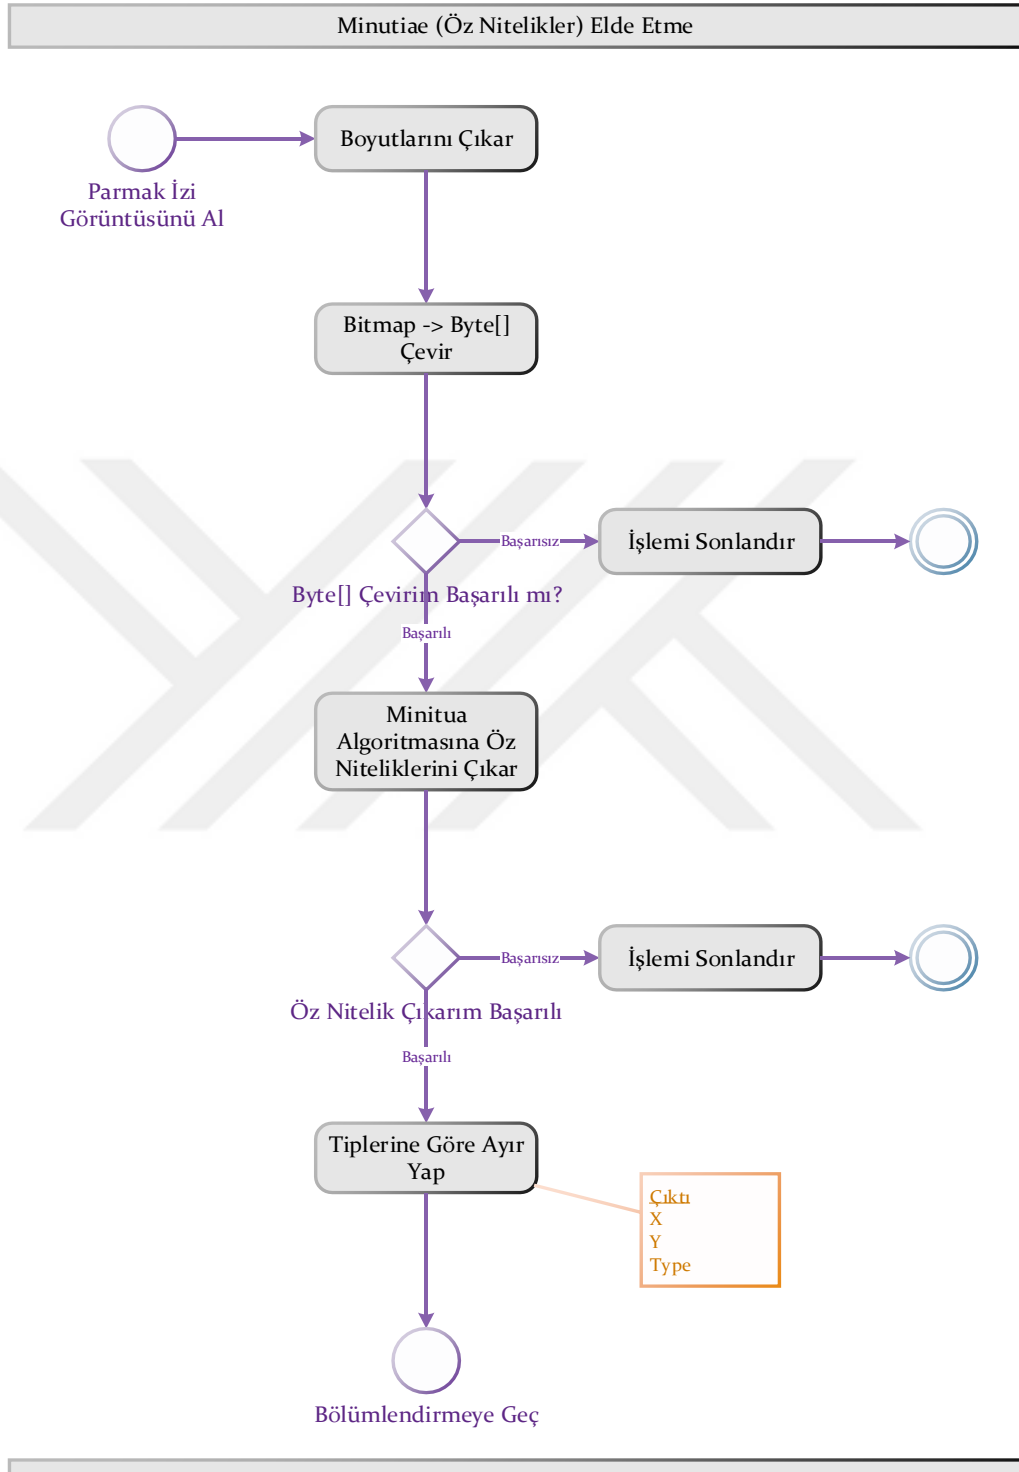 Minutiae (Öz Nitelikler) Elde Etme
Boyutlarını Çıkar
Parmak İzi
Görüntüsünü Al
Bitmap -> Byte[]
Çevir
Başarısız
İşlemi Sonlandır
Byte[] Çevirim Başarılı mı?
Başarılı
Minitua
Algoritmasına Öz
Niteliklerini Çıkar
Başarısız
İşlemi Sonlandır
Öz Nitelik Çıkarım Başarılı
Başarılı
Tiplerine Göre Ayır
Yap
Çıktı
X
Y
Type
Bölümlendirmeye Geç